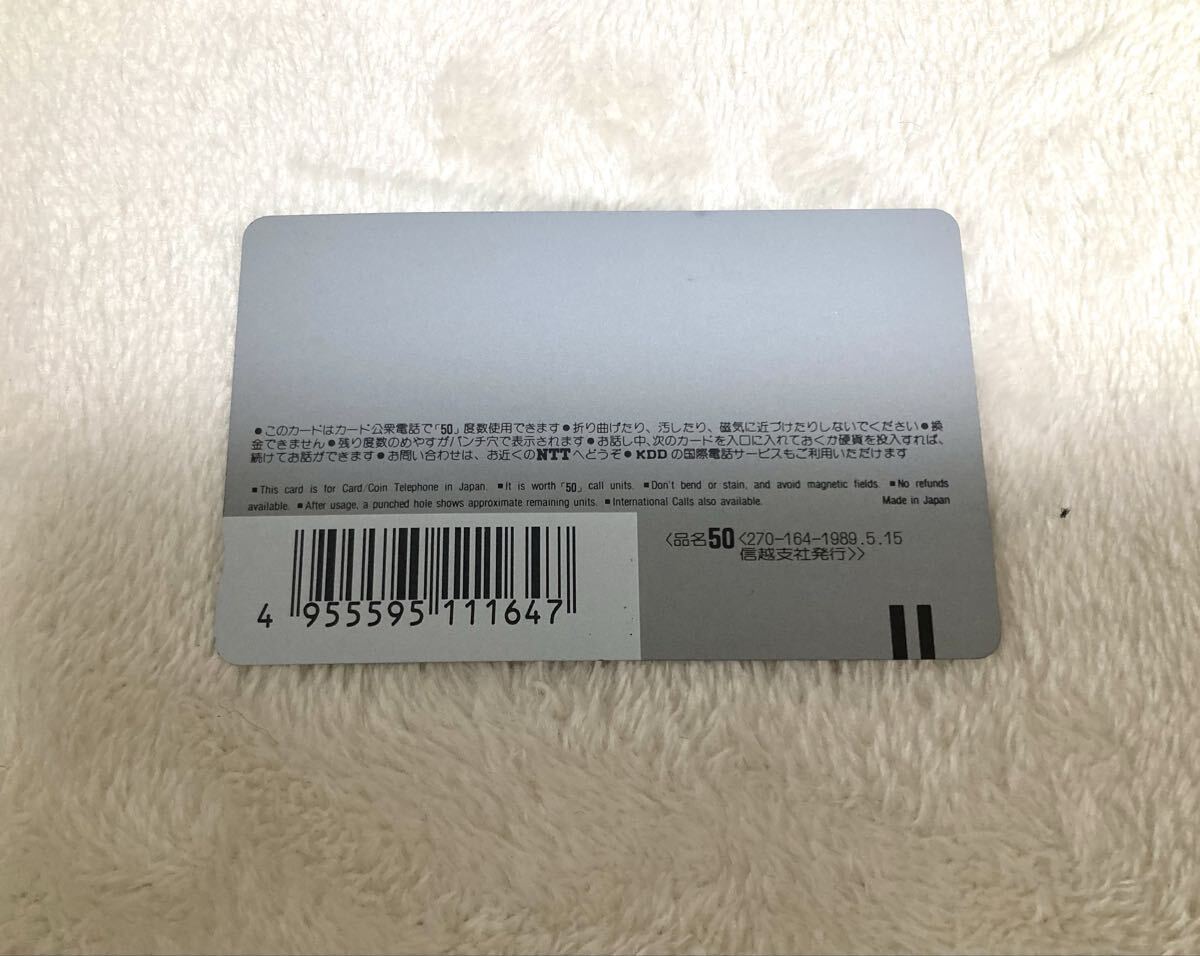 ●このカードはカード公衆電話で「50」度数使用できます●折り曲げたり、汚したり、磁気に近づけたりしないでください●換
金できません●残り度数のめやすがパンチ穴で表示されます●お話し中、次のカードを入口に入れておくか硬貨を投入すれば、
続けてお話ができます●お問い合わせは、お近くのNTTへどうぞ●KDDの国際電話サービスもご利用いただけます
■This card is for Card/Coin Telephone in Japan. ■It is worth「50」call units. ■Don't bend or stain, and avoid magnetic fields. ■No refunds
available. ■After usage, a punched hole shows approximate remaining units. ■International Calls also available. Made in Japan
〈品名50〈270-164-1989.5.15
信越支社発行〉〉
4 955595 111647